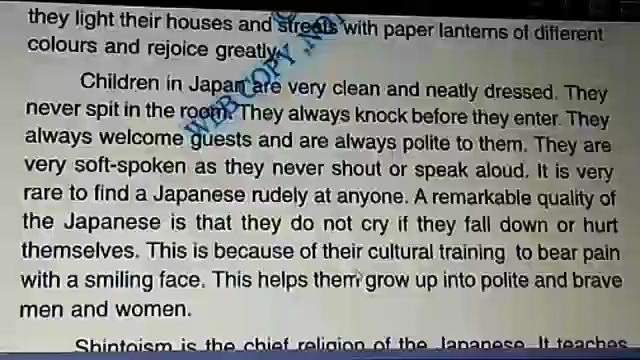 they light their houses and streets with paper lanterns of different
colours and rejoice greatly.
Children in Japan are very clean and neatly dressed. They
never spit in the room. They always knock before they enter. They
always welcome guests and are always polite to them. They are
very soft-spoken as they never shout or speak aloud. It is very
rare to find a Japanese rudely at anyone. A remarkable quality of
the Japanese is that they do not cry if they fall down or hurt
themselves. This is because of their cultural training to bear pain
with a smiling face. This helps them grow up into polite and brave
men and women.
Shintoism is the chief religion of the Japanese. It teaches
WEB COPY